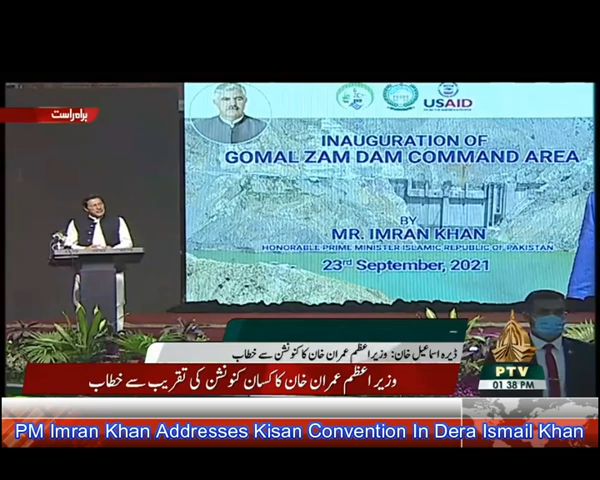 براہ راست
USAID
INAUGURATION OF
GOMAL ZAM DAM COMMAND AREA
BY
MR. IMRAN KHAN
HONORABLE PRIME MINISTER ISLAMIC REPUBLIC OF PAKISTAN
23rd September, 2021
ڈیرہ اسماعیل خان: وزیراعظم عمران خان کا کنونشن سے خطاب
وزیراعظم عمران خان کا کسان کنونشن کی تقریب سے خطاب
PTV
01:38 PM
PM Imran Khan Addresses Kisan Convention In Dera Ismail Khan